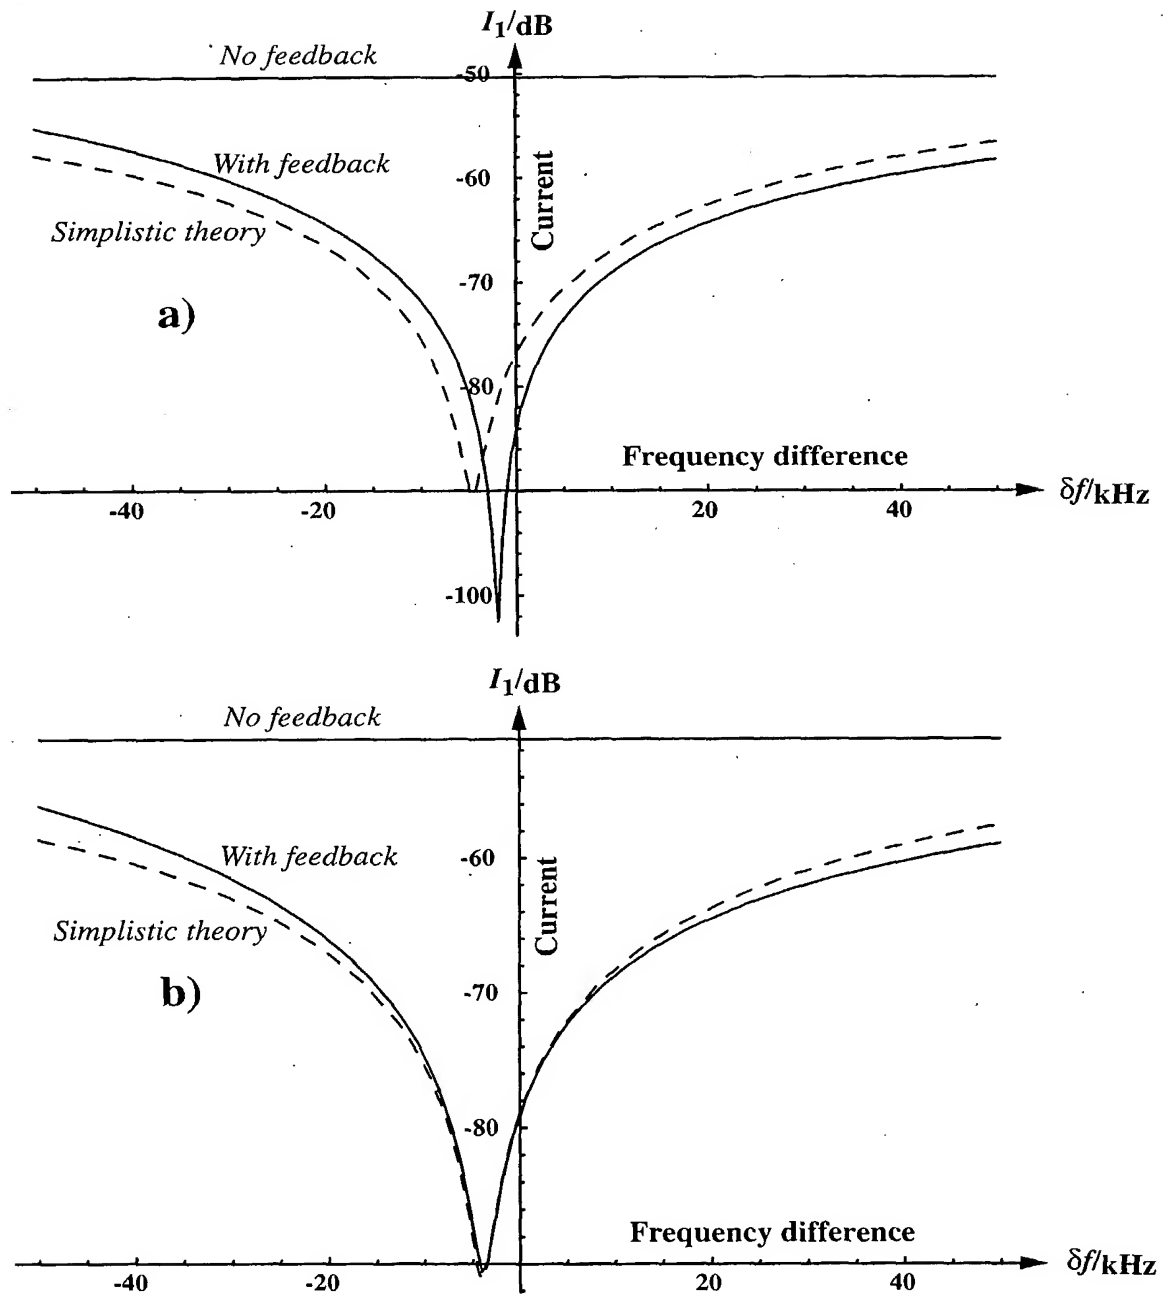 I1/dB
No feedback
-50
With feedback
-60
Current
Simplistic theory
-70
a)
-80
Frequency difference
-40
-20
20
40
δf/kHz
-100
I1/dB
No feedback
With feedback
-60
Current
Simplistic theory
-70
b)
-80
Frequency difference
-40
-20
20
40
δf/kHz